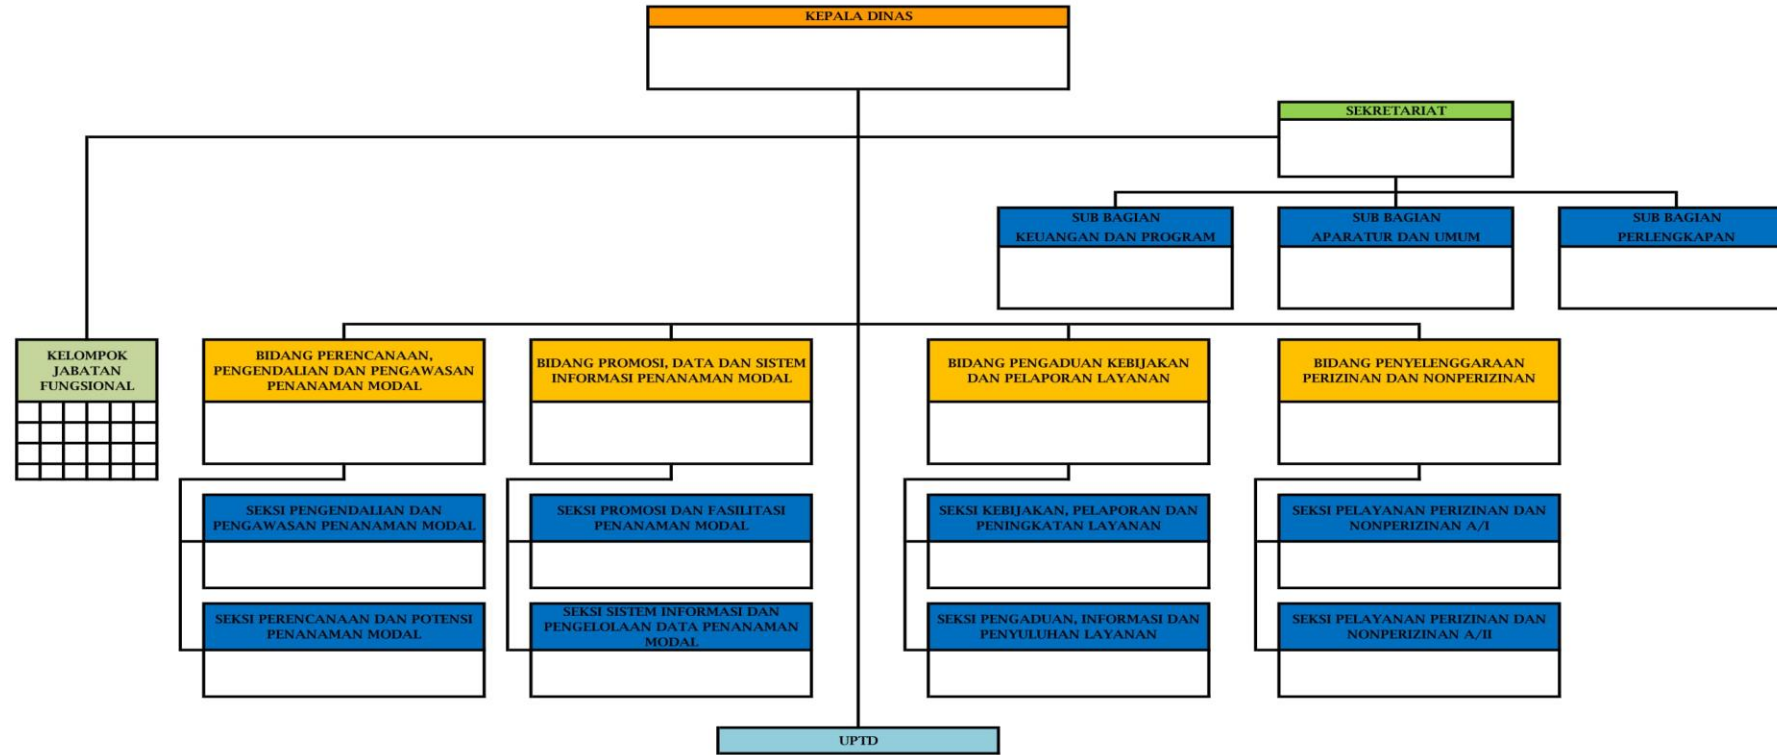 KEPALA DINAS
SEKRETARIAT
SUB BAGIAN
KEUANGAN DAN PROGRAM
SUB BAGIAN
APARATUR DAN UMUM
SUB BAGIAN
PERLENGKAPAN
KELOMPOK
JABATAN
FUNGSIONAL
BIDANG PERENCANAAN,
PENGENDALIAN DAN PENGAWASAN
PENANAMAN MODAL
BIDANG PROMOSI, DATA DAN SISTEM
INFORMASI PENANAMAN MODAL
BIDANG PENGADUAN KEBIJAKAN
DAN PELAPORAN LAYANAN
BIDANG PENYELENGGARAAN
PERIZINAN DAN NONPERIZINAN
SEKSI PENGENDALIAN DAN
PENGAWASAN PENANAMAN MODAL
SEKSI PROMOSI DAN FASILITASI
PENANAMAN MODAL
SEKSI KEBIJAKAN, PELAPORAN DAN
PENINGKATAN LAYANAN
SEKSI PELAYANAN PERIZINAN DAN
NONPERIZINAN A/I
SEKSI PERENCANAAN DAN POTENSI
PENANAMAN MODAL
SEKSI SISTEM INFORMASI DAN
PENGELOLAAN DATA PENANAMAN
MODAL
SEKSI PENGADUAN, INFORMASI DAN
PENYULUHAN LAYANAN
SEKSI PELAYANAN PERIZINAN DAN
NONPERIZINAN A/II
UPTD